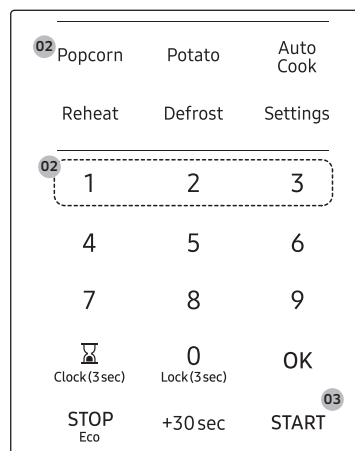 02 Popcorn Potato Auto Cook
Reheat Defrost Settings
02
1 2 3
4 5 6
7 8 9
0 OK
Clock(3 sec) Lock(3 sec)
03
STOP +30 sec START
Eco